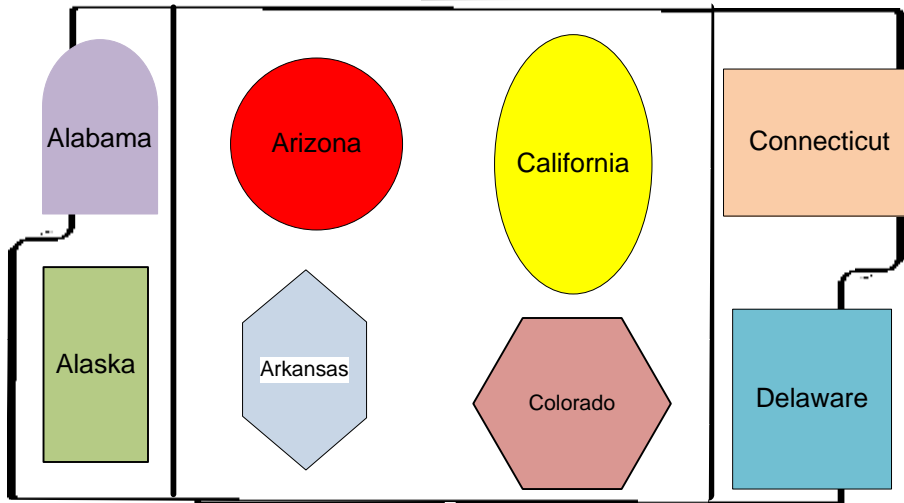 Alabama
Arizona
California
Connecticut
Alaska
Arkansas
Colorado
Delaware